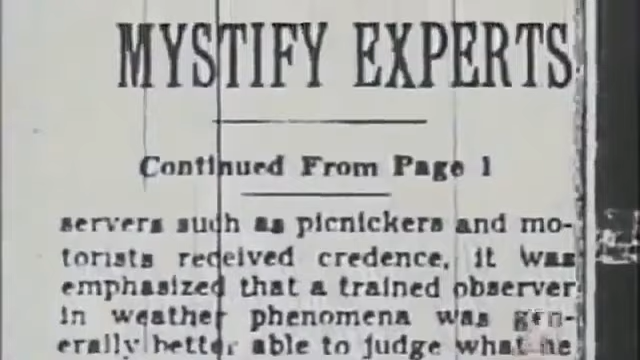 MYSTIFY EXPERTS
Continued From Page 1
servers such as picnickers and mo-
torists received credence, it was
emphasized that a trained observer
in weather phenomena was gen-
erally better able to judge what he